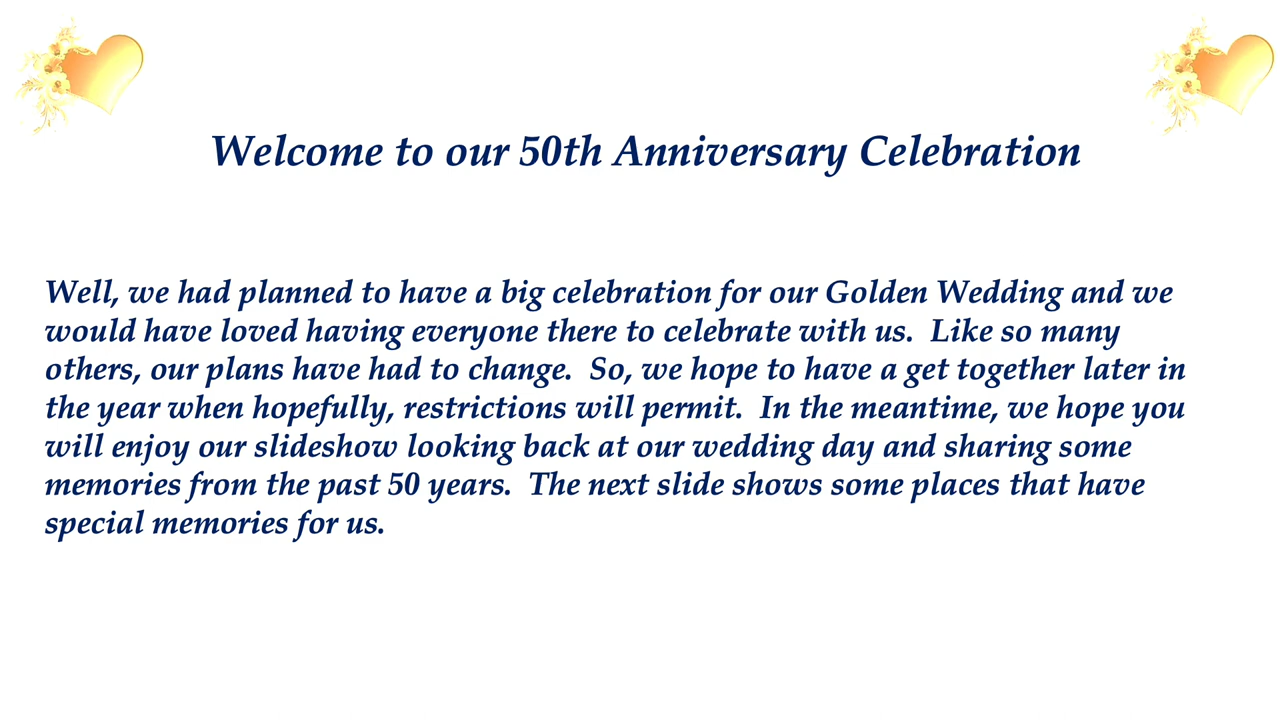 Welcome to our 50th Anniversary Celebration
Well, we had planned to have a big celebration for our Golden Wedding and we
would have loved having everyone there to celebrate with us.  Like so many
others, our plans have had to change.  So, we hope to have a get together later in
the year when hopefully, restrictions will permit.  In the meantime, we hope you
will enjoy our slideshow looking back at our wedding day and sharing some
memories from the past 50 years.  The next slide shows some places that have
special memories for us.